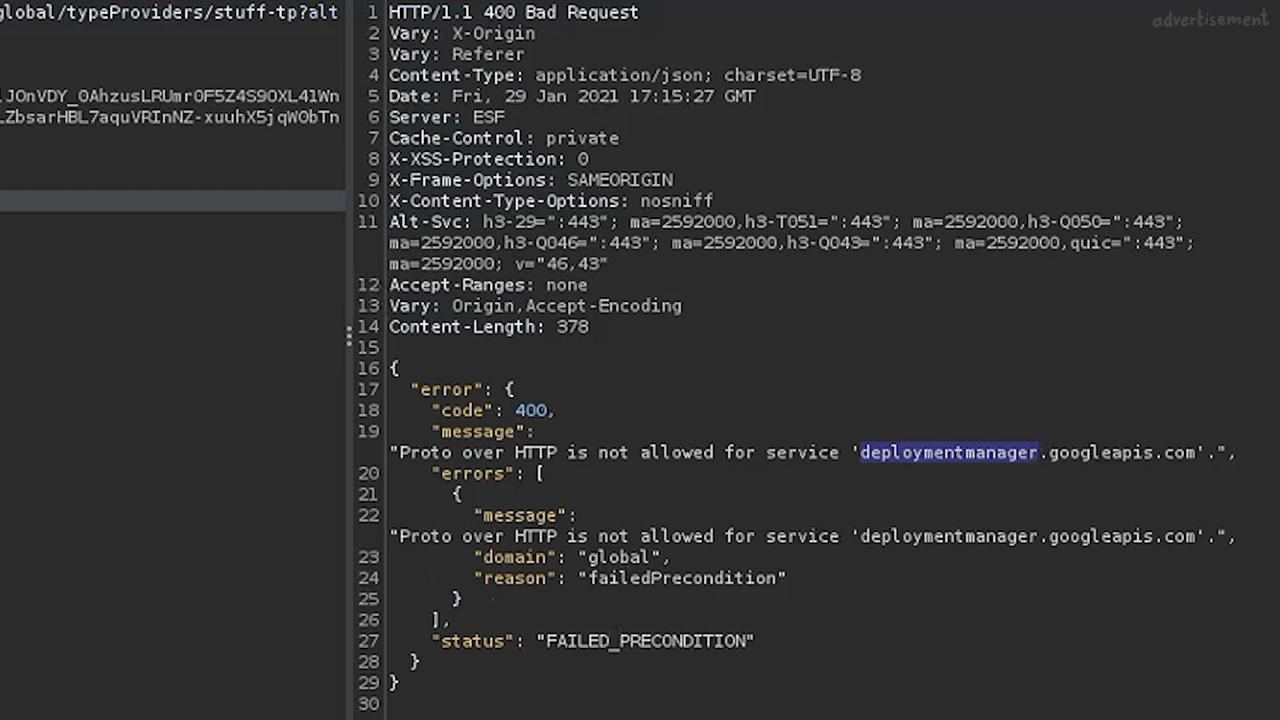 global/typeProviders/stuff-tp?alt
JOnVDY_0AhzusLRUmr0F5Z4S9OXL41Wn
ZbsarHBL7aquVRInNZ-xuuhX5jqW0bTn
advertisement
1 HTTP/1.1 400 Bad Request
2 Vary: X-Origin
3 Vary: Referer
4 Content-Type: application/json; charset=UTF-8
5 Date: Fri, 29 Jan 2021 17:15:27 GMT
6 Server: ESF
7 Cache-Control: private
8 X-XSS-Protection: 0
9 X-Frame-Options: SAMEORIGIN
10 X-Content-Type-Options: nosniff
11 Alt-Svc: h3-29=":443"; ma=2592000,h3-T051=":443"; ma=2592000,h3-Q050=":443";
ma=2592000,h3-Q046=":443"; ma=2592000,h3-Q043=":443"; ma=2592000,quic=":443";
ma=2592000; v="46,43"
12 Accept-Ranges: none
13 Vary: Origin,Accept-Encoding
14 Content-Length: 378
15
16 {
17 "error": {
18 "code": 400,
19 "message":
"Proto over HTTP is not allowed for service 'deploymentmanager.googleapis.com'.",
20 "errors": [
21 {
22 "message":
"Proto over HTTP is not allowed for service 'deploymentmanager.googleapis.com'.",
23 "domain": "global",
24 "reason": "failedPrecondition"
25 }
26 ],
27 "status": "FAILED_PRECONDITION"
28 }
29 }
30